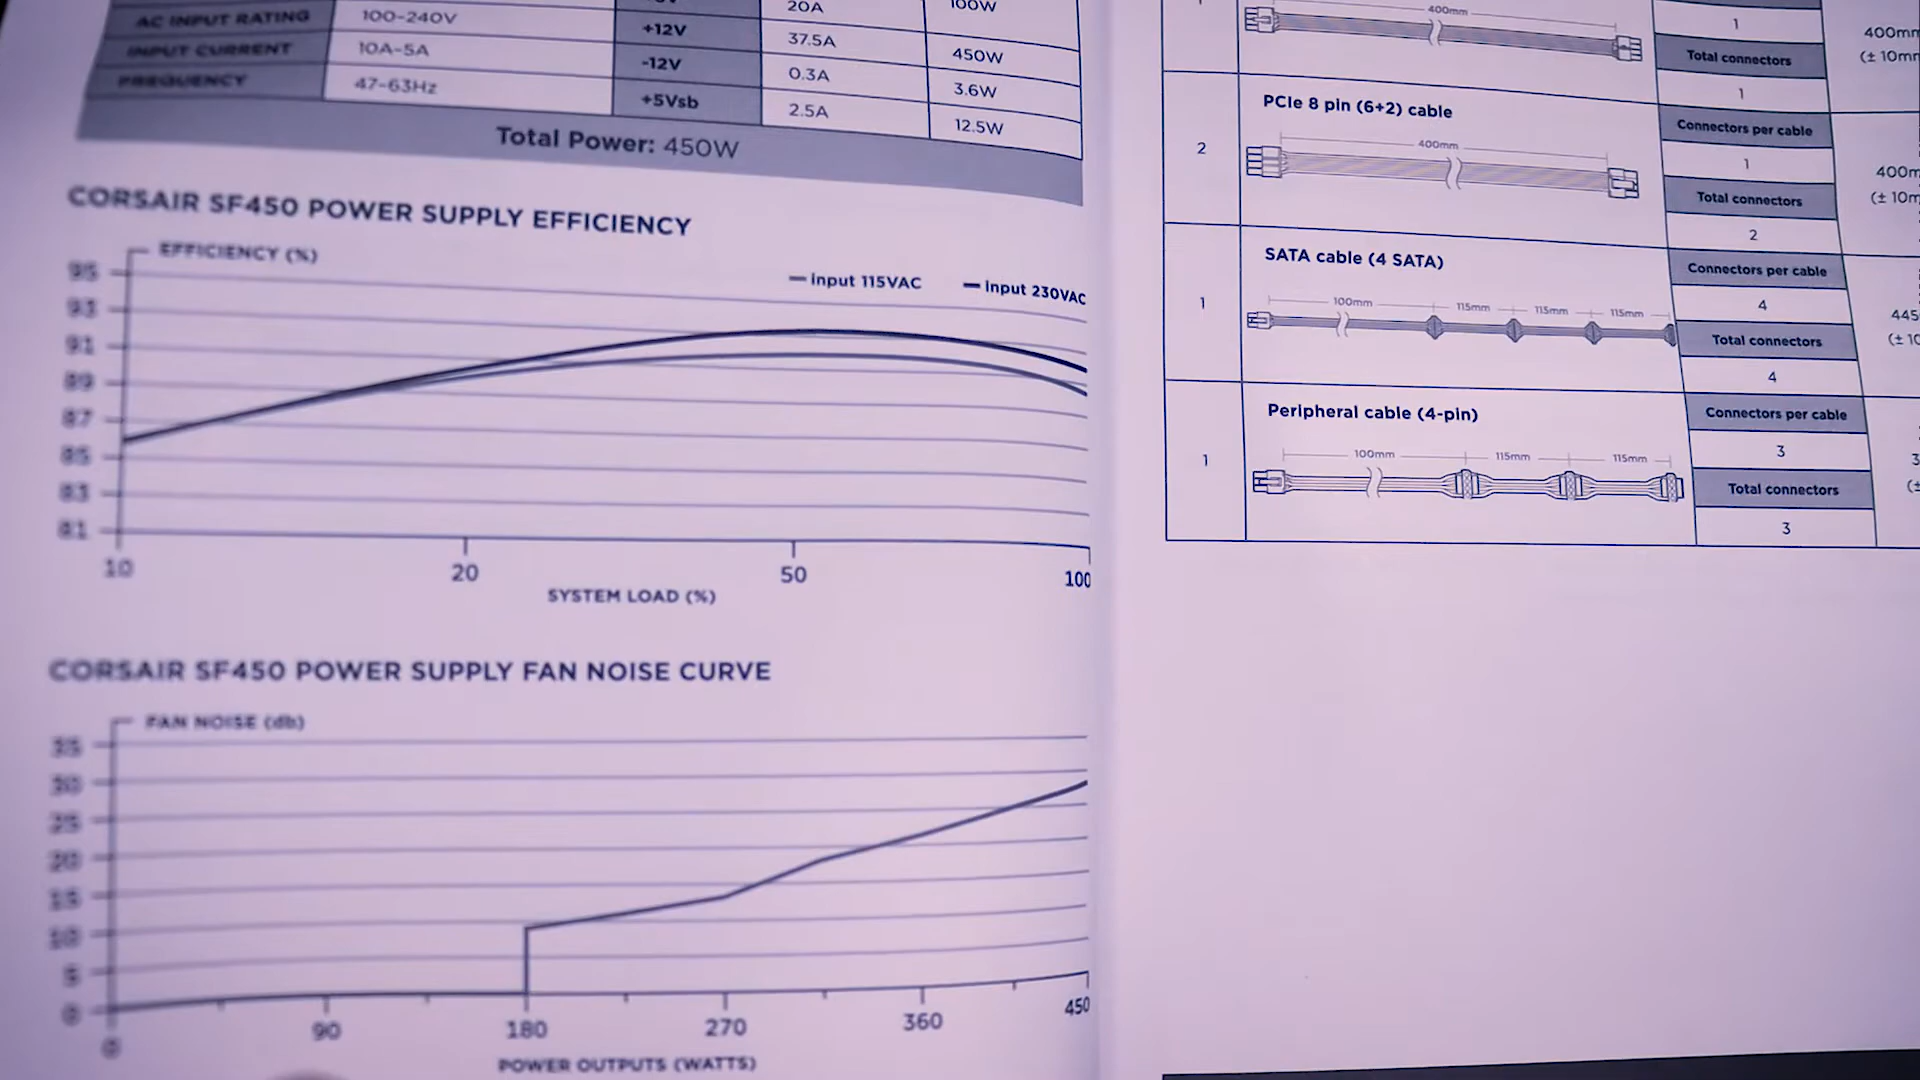 20A 100W
AC INPUT RATING 100-240V +12V 37.5A 450W
INPUT CURRENT 10A-5A -12V 0.3A 3.6W
FREQUENCY 47-63Hz +5Vsb 2.5A 12.5W
Total Power: 450W
CORSAIR SF450 POWER SUPPLY EFFICIENCY
EFFICIENCY (%)
Input 115VAC Input 230VAC
95
93
91
89
87
85
83
81
10 20 50 100
SYSTEM LOAD (%)
CORSAIR SF450 POWER SUPPLY FAN NOISE CURVE
FAN NOISE (db)
35
30
25
20
15
10
5
0
0 90 180 270 360 450
POWER OUTPUTS (WATTS)
400mm
1
Total connectors
1
400mm
(± 10mm
2
PCIe 8 pin (6+2) cable
400mm
Connectors per cable
1
Total connectors
2
400m
(± 10m
1
SATA cable (4 SATA)
100mm 115mm 115mm 115mm
Connectors per cable
4
Total connectors
4
445
(± 10
1
Peripheral cable (4-pin)
100mm 115mm 115mm
Connectors per cable
3
Total connectors
3
3
(±